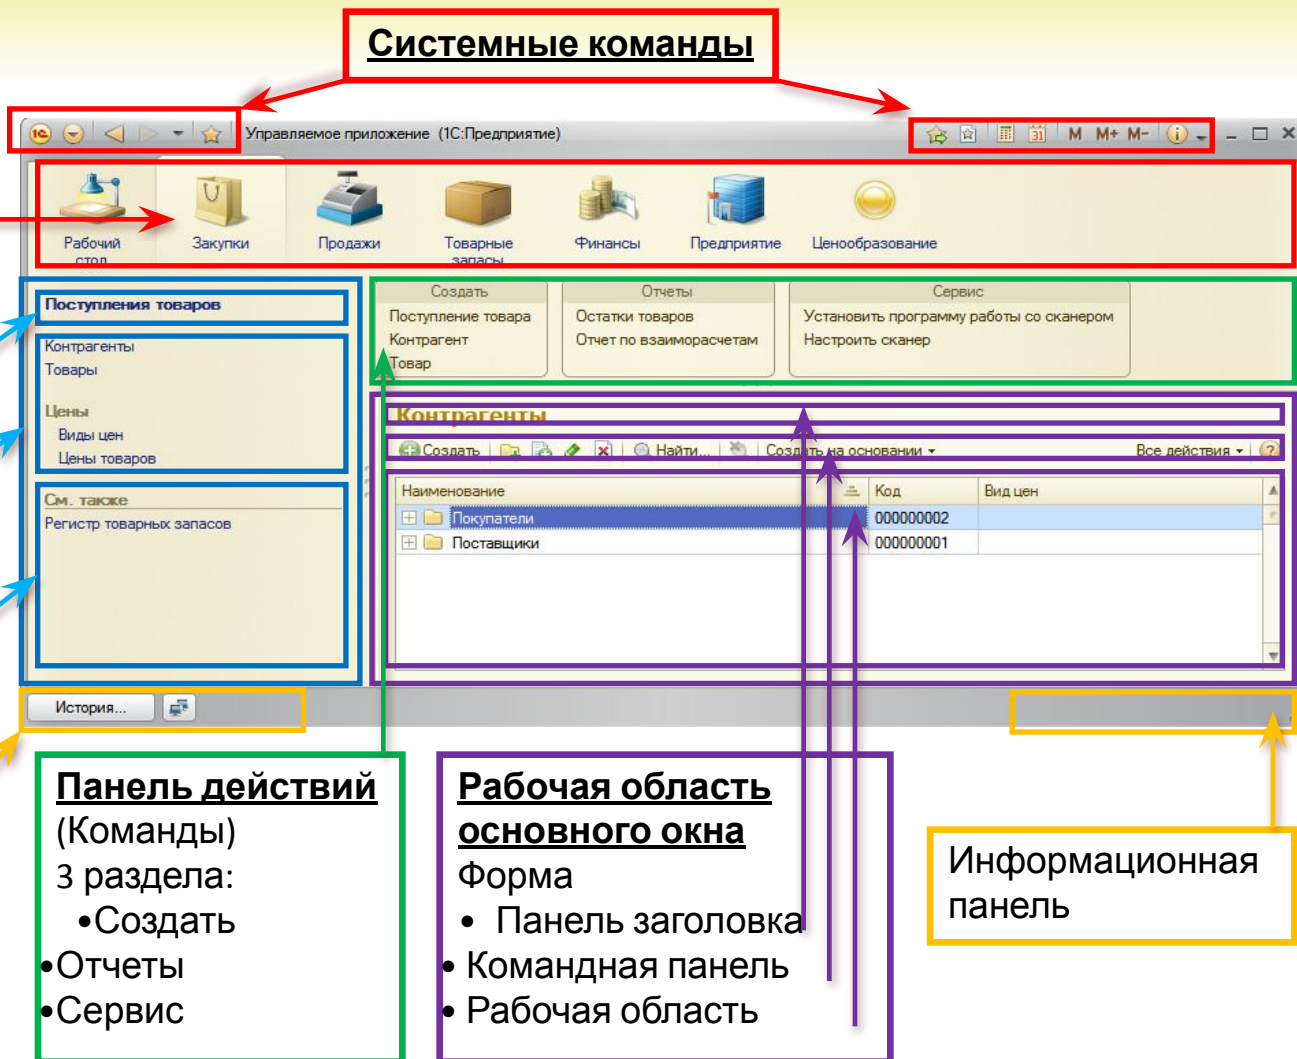 Системные команды
1С
Управляемое приложение (1С:Предприятие)
31 M M+ M-
Рабочий стол
Закупки
Продажи
Товарные запасы
Финансы
Предприятие
Ценообразование
Поступления товаров
Контрагенты
Товары
Цены
Виды цен
Цены товаров
См. также
Регистр товарных запасов
Создать
Поступление товара
Контрагент
Товар
Отчеты
Остатки товаров
Отчет по взаиморасчетам
Сервис
Установить программу работы со сканером
Настроить сканер
Контрагенты
Создать Найти... Создать на основании Все действия ?
Наименование Код Вид цен
Покупатели 000000002
Поставщики 000000001
История...
Панель действий
(Команды)
3 раздела:
•Создать
•Отчеты
•Сервис
Рабочая область
основного окна
Форма
• Панель заголовка
• Командная панель
• Рабочая область
Информационная
панель